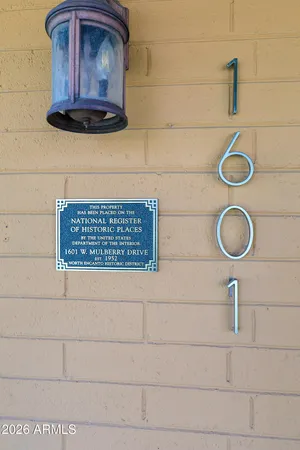 1
6
0
1
THIS PROPERTY
HAS BEEN PLACED ON THE
NATIONAL REGISTER
OF HISTORIC PLACES
BY THE UNITED STATES
DEPARTMENT OF THE INTERIOR
1601 W. MULBERRY DRIVE
EST. 1952
NORTH ENCANTO HISTORIC DISTRICT
2026 ARMLS